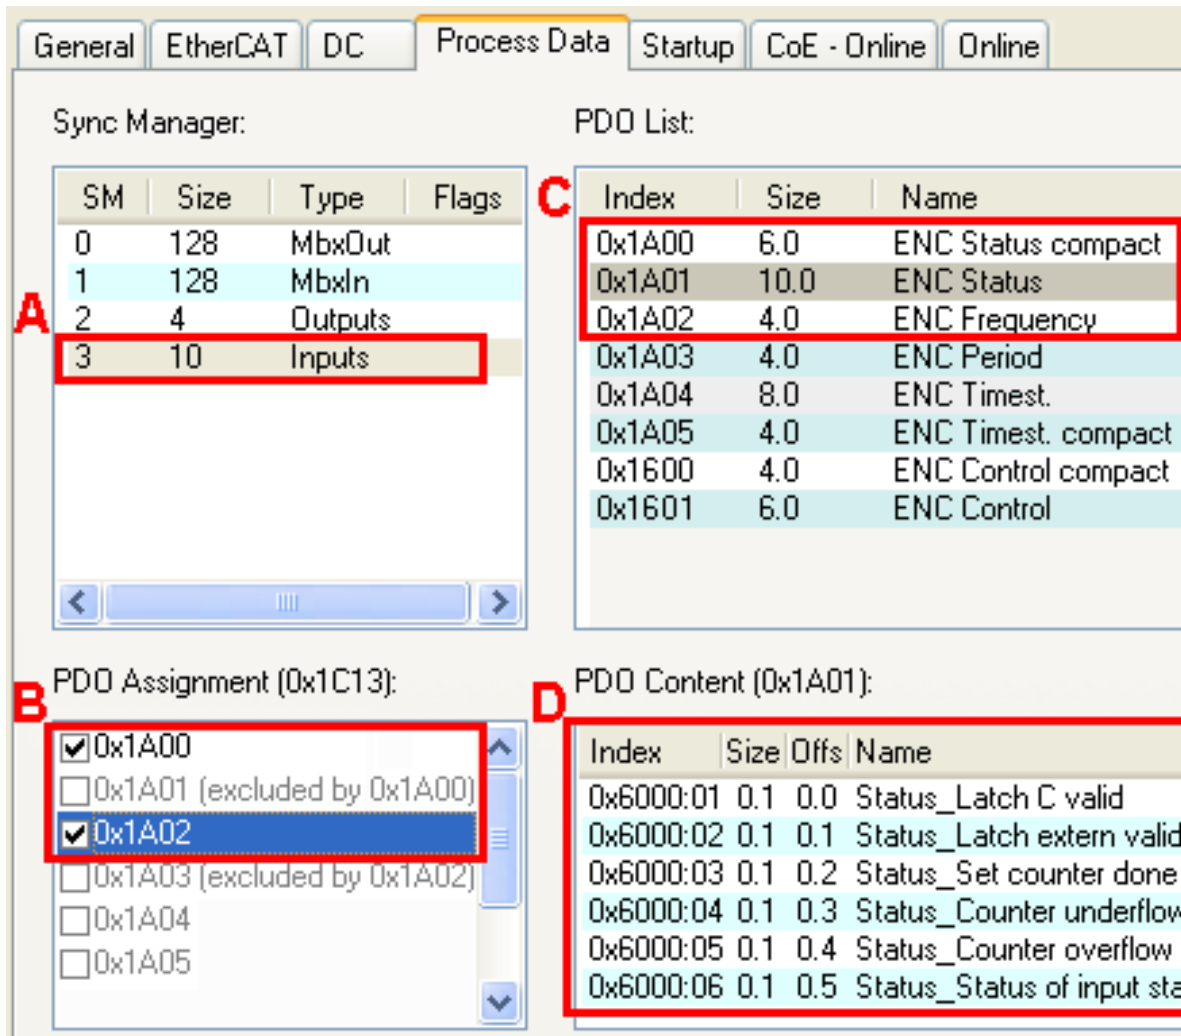 General EtherCAT DC Process Data Startup CoE - Online Online
Sync Manager:
SM Size Type Flags
0 128 MbxOut
1 128 MbxIn
A
2 4 Outputs
3 10 Inputs
PDO List:
C
Index Size Name
0x1A00 6.0 ENC Status compact
0x1A01 10.0 ENC Status
0x1A02 4.0 ENC Frequency
0x1A03 4.0 ENC Period
0x1A04 8.0 ENC Timest.
0x1A05 4.0 ENC Timest. compact
0x1600 4.0 ENC Control compact
0x1601 6.0 ENC Control
PDO Assignment (0x1C13):
B
0x1A00
0x1A01 (excluded by 0x1A00)
0x1A02
0x1A03 (excluded by 0x1A02)
0x1A04
0x1A05
PDO Content (0x1A01):
D
Index Size Offs Name
0x6000:01 0.1 0.0 Status_Latch C valid
0x6000:02 0.1 0.1 Status_Latch extern valid
0x6000:03 0.1 0.2 Status_Set counter done
0x6000:04 0.1 0.3 Status_Counter underflow
0x6000:05 0.1 0.4 Status_Counter overflow
0x6000:06 0.1 0.5 Status_Status of input sta